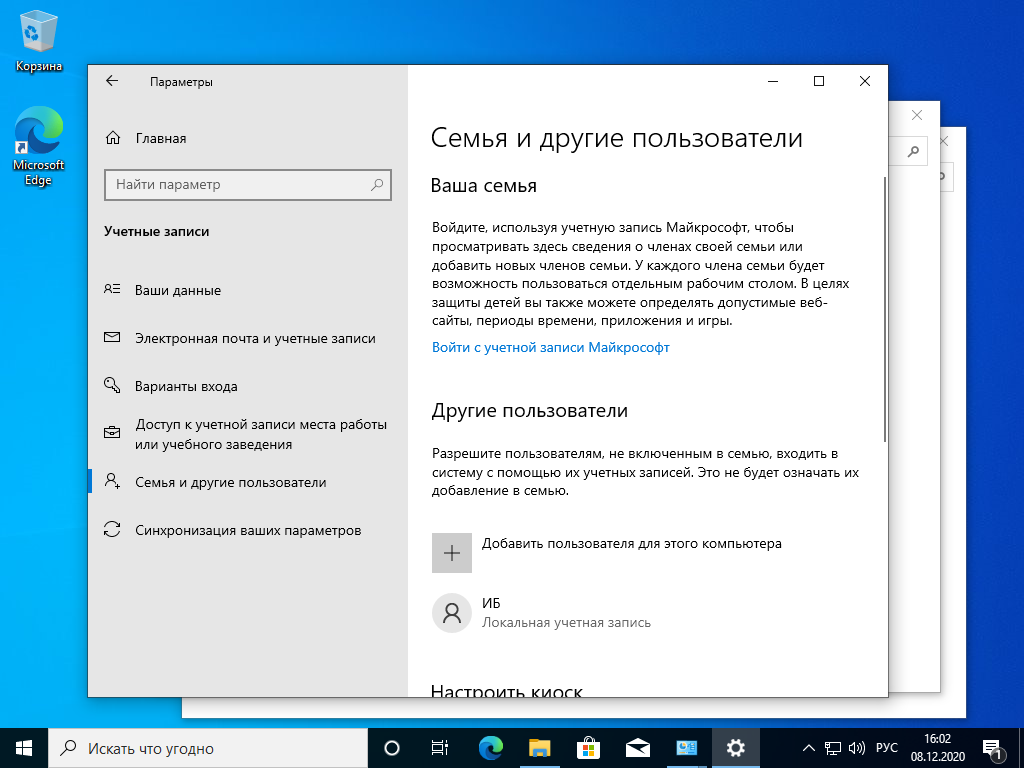 Корзина
Microsoft
Edge
Параметры
Главная
Найти параметр
Учетные записи
Ваши данные
Электронная почта и учетные записи
Варианты входа
Доступ к учетной записи места работы
или учебного заведения
Семья и другие пользователи
Синхронизация ваших параметров
Семья и другие пользователи
Ваша семья
Войдите, используя учетную запись Майкрософт, чтобы
просматривать здесь сведения о членах своей семьи или
добавить новых членов семьи. У каждого члена семьи будет
возможность пользоваться отдельным рабочим столом. В целях
защиты детей вы также можете определять допустимые веб-
сайты, периоды времени, приложения и игры.
Войти с учетной записи Майкрософт
Другие пользователи
Разрешите пользователям, не включенным в семью, входить в
систему с помощью их учетных записей. Это не будет означать их
добавление в семью.
Добавить пользователя для этого компьютера
ИБ
Локальная учетная запись
Настроить киоск
Искать что угодно
РУС
16:02
08.12.2020
1